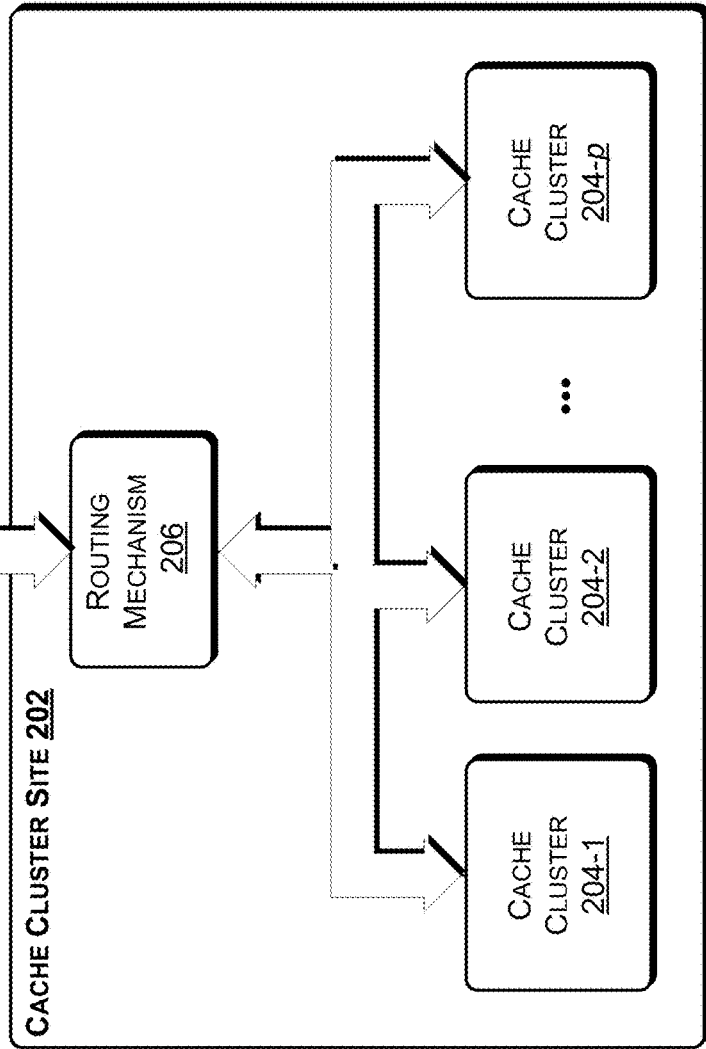 CACHE CLUSTER SITE 202
ROUTING
MECHANISM
206
CACHE
CLUSTER
204-1
CACHE
CLUSTER
204-2
...
CACHE
CLUSTER
204-p